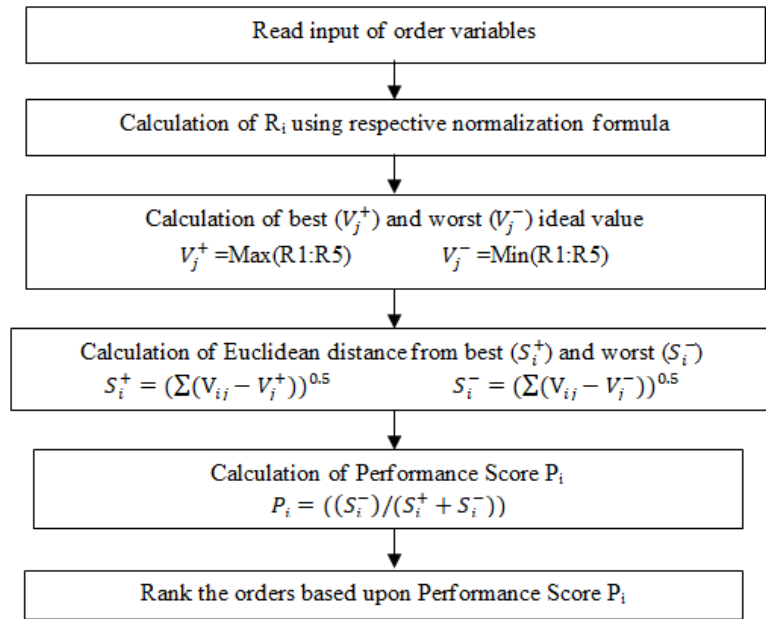 Read input of order variables
Calculation of Rᵢ using respective normalization formula
Calculation of best (𝑉ⱼ⁺) and worst (𝑉ⱼ⁻) ideal value
𝑉ⱼ⁺ =Max(R1:R5) 𝑉ⱼ⁻ =Min(R1:R5)
Calculation of Euclidean distance from best (𝑆ᵢ⁺) and worst (𝑆ᵢ⁻)
𝑆ᵢ⁺ = (∑(Vᵢⱼ − 𝑉ⱼ⁺))⁰·⁵ 𝑆ᵢ⁻ = (∑(Vᵢⱼ − 𝑉ⱼ⁻))⁰·⁵
Calculation of Performance Score Pᵢ
𝑃ᵢ = ((𝑆ᵢ⁻)/(𝑆ᵢ⁺ + 𝑆ᵢ⁻))
Rank the orders based upon Performance Score Pᵢ